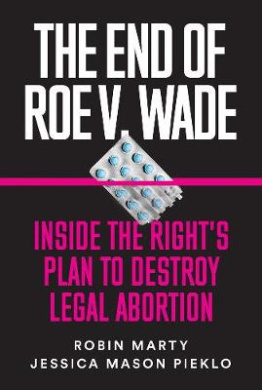 THE END OF
ROE V. WADE
INSIDE THE RIGHT'S
PLAN TO DESTROY
LEGAL ABORTION
ROBIN MARTY
JESSICA MASON PIEKLO